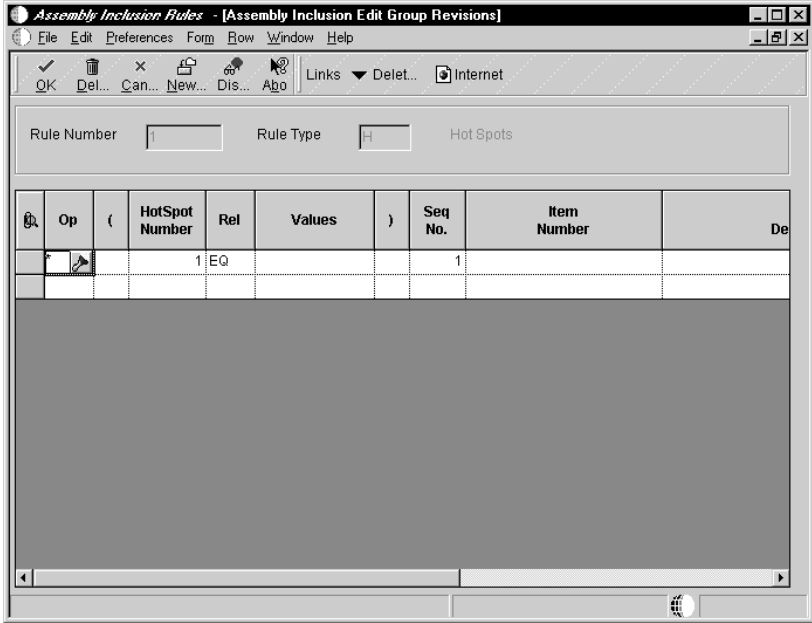 Assembly Inclusion Rules - [Assembly Inclusion Edit Group Revisions]
File Edit Preferences Form Row Window Help
OK Del... Can... New... Dis... Abo Links Delet... Internet
Rule Number 1 Rule Type H Hot Spots
Op ( HotSpot Number Rel Values ) Seq No. Item Number De
* 1 EQ 1